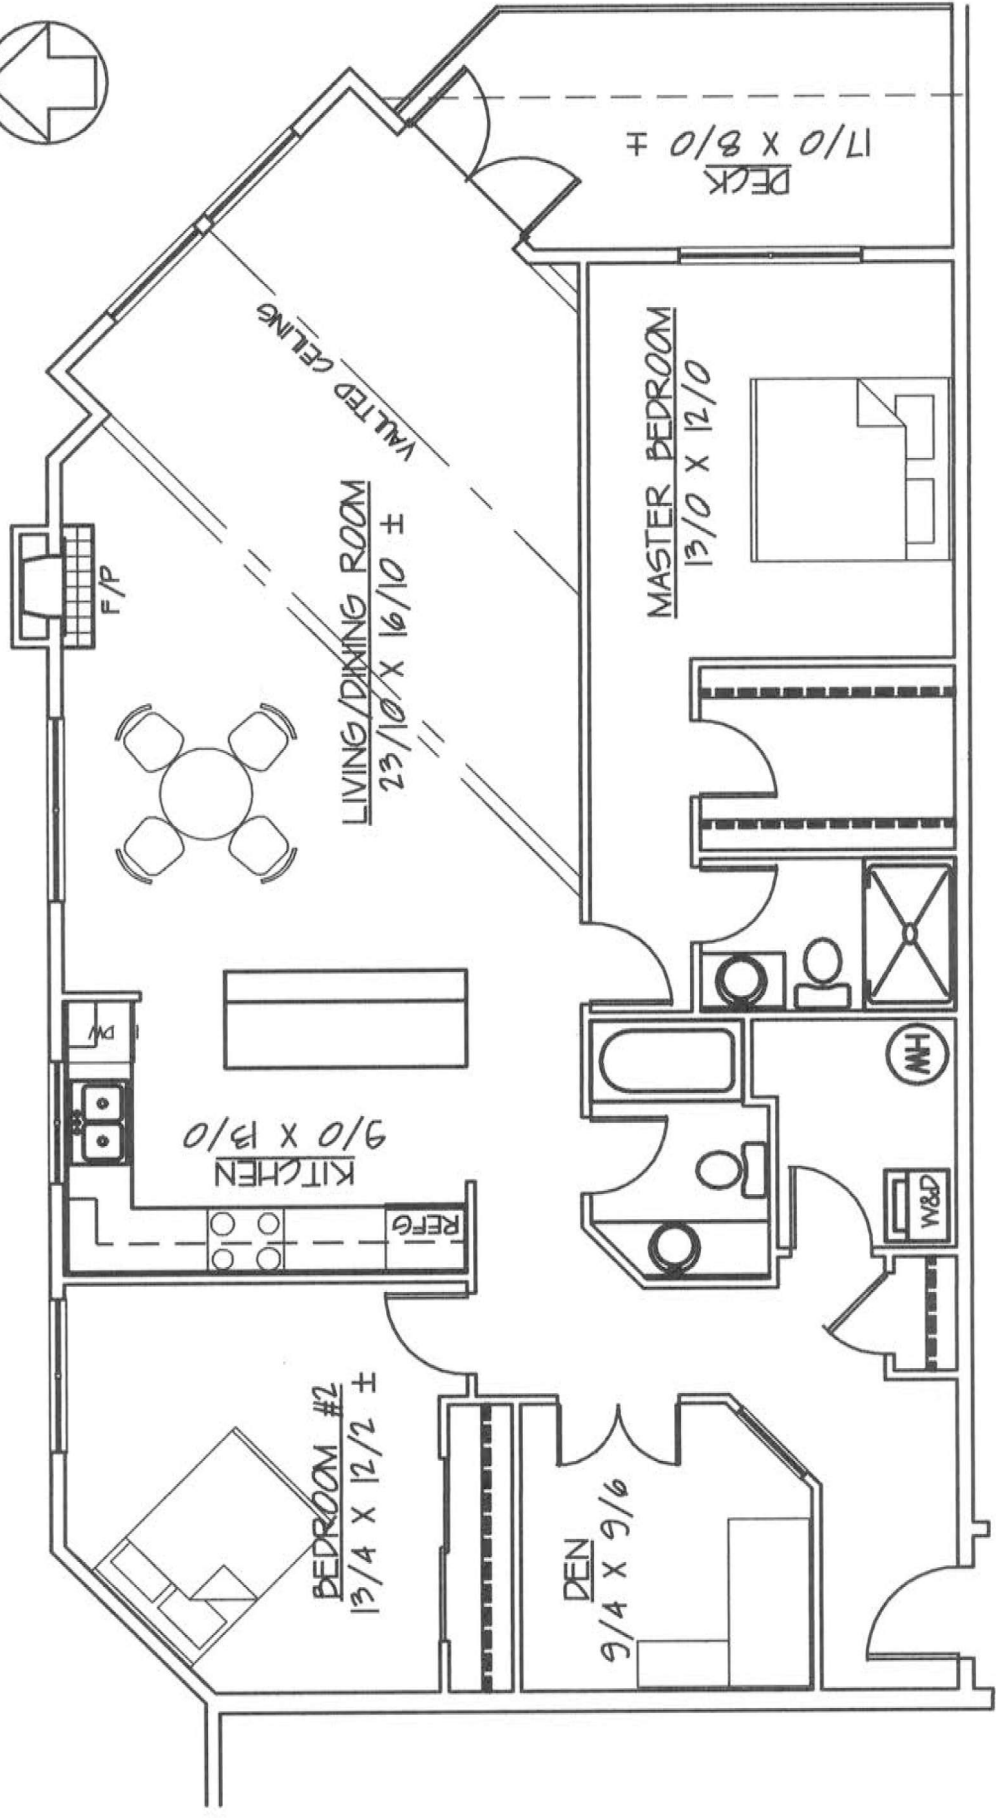 DECK
17/0 X 8/0 ±
VAULTED CEILING
MASTER BEDROOM
13/0 X 12/0
F/P
LIVING/DINING ROOM
23/10 X 16/10 ±
DW
KITCHEN
9/0 X 13/0
REFG
HW
W&D
BEDROOM #2
13/4 X 12/2 ±
DEN
9/4 X 9/6